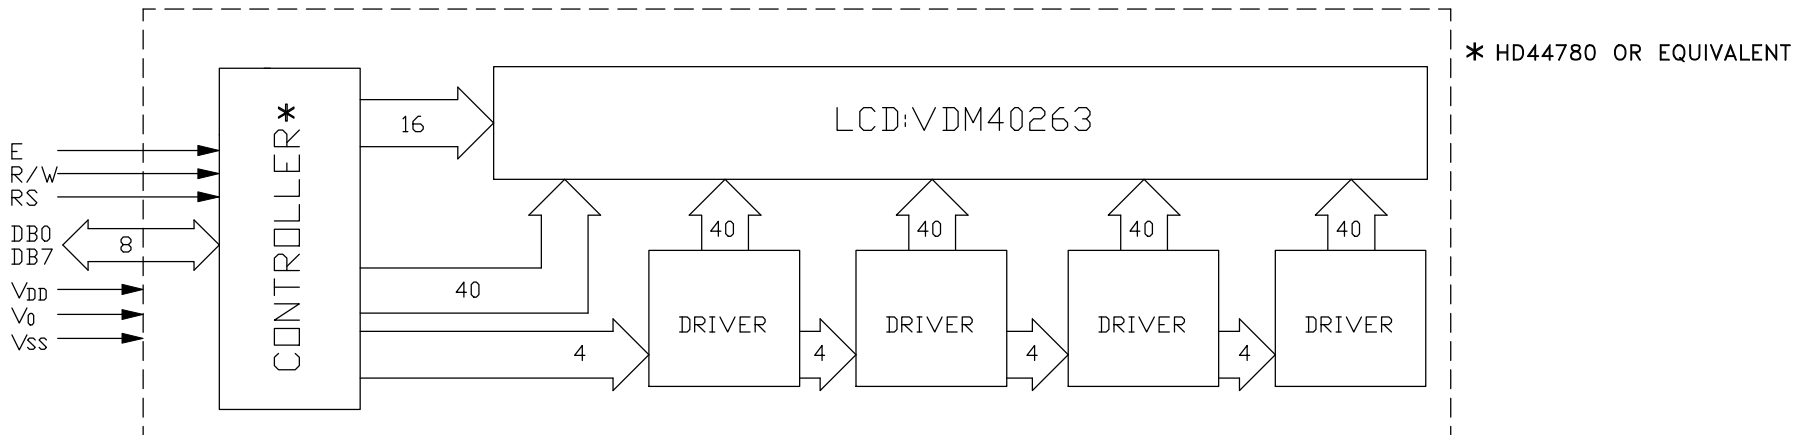 * HD44780 OR EQUIVALENT
LCD:VDM40263
CONTROLLER*
16
E
R/W
RS
DB0
DB7
8
VDD
V0
VSS
40
4
40
40
40
40
DRIVER
DRIVER
DRIVER
DRIVER
4
4
4